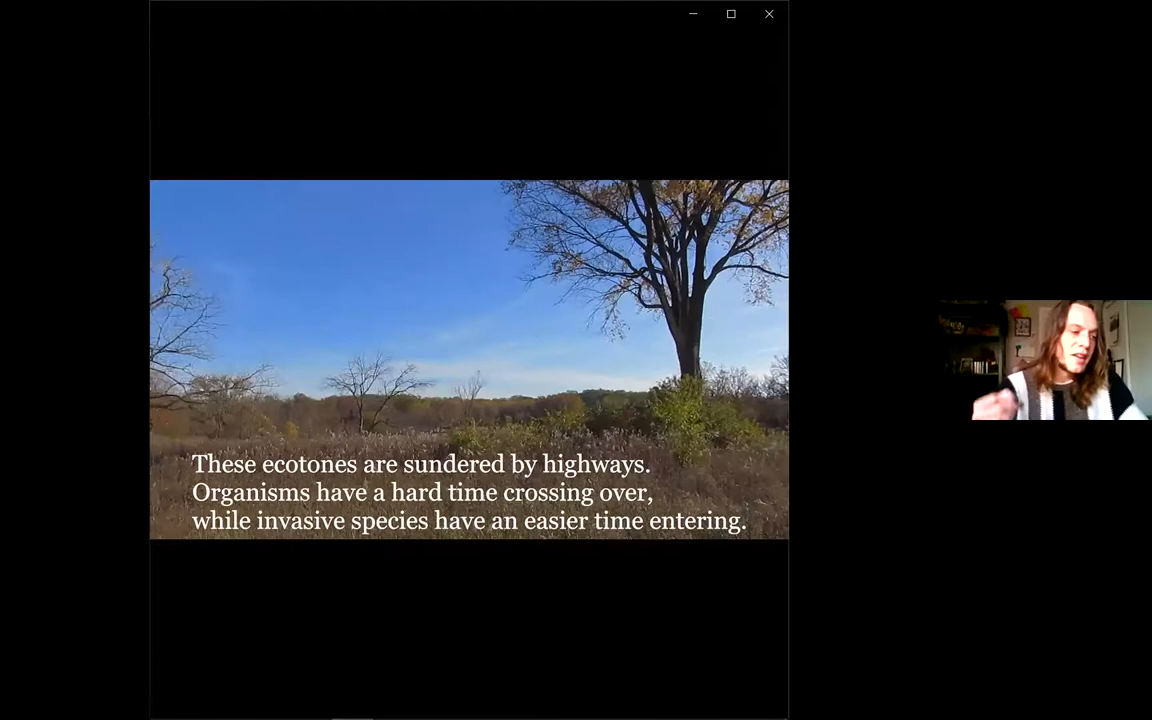 These ecotones are sundered by highways.
Organisms have a hard time crossing over,
while invasive species have an easier time entering.